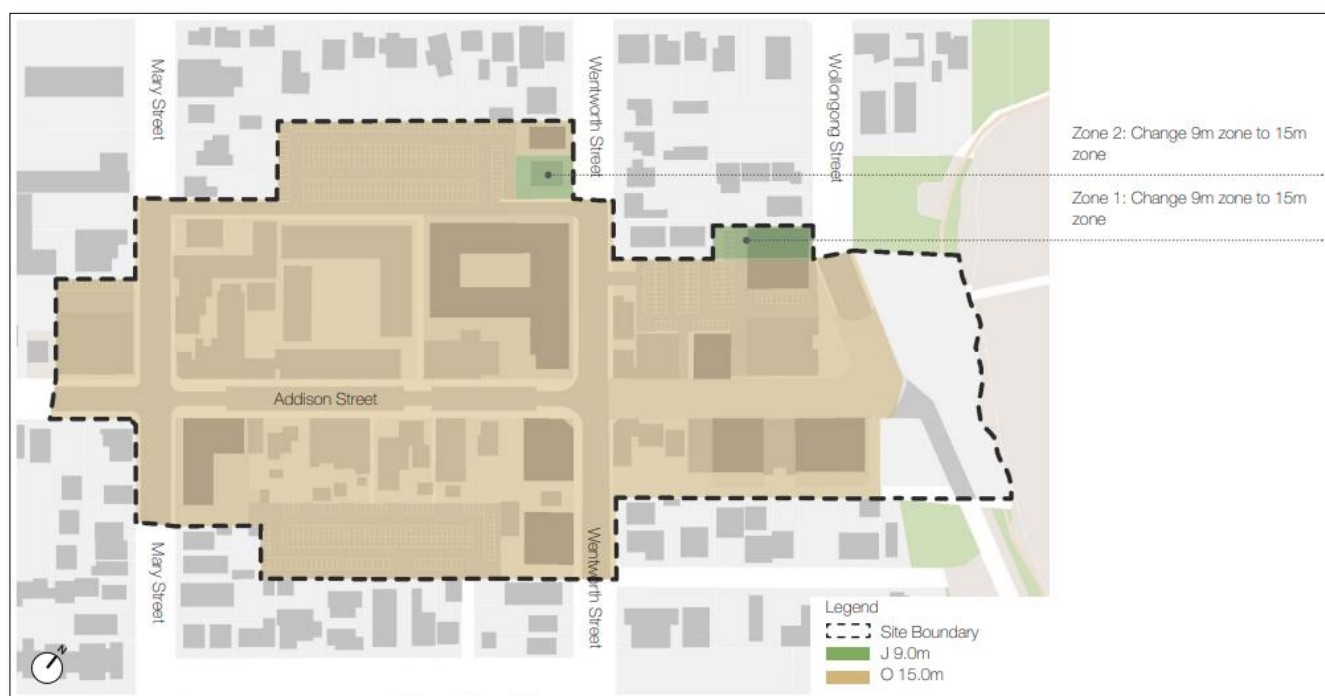 Mary Street
Wentworth Street
Wollongong Street
Zone 2: Change 9m zone to 15m
zone
Zone 1: Change 9m zone to 15m
zone
Addison Street
Mary Street
Wentworth Street
Legend
Site Boundary
J 9.0m
O 15.0m
N